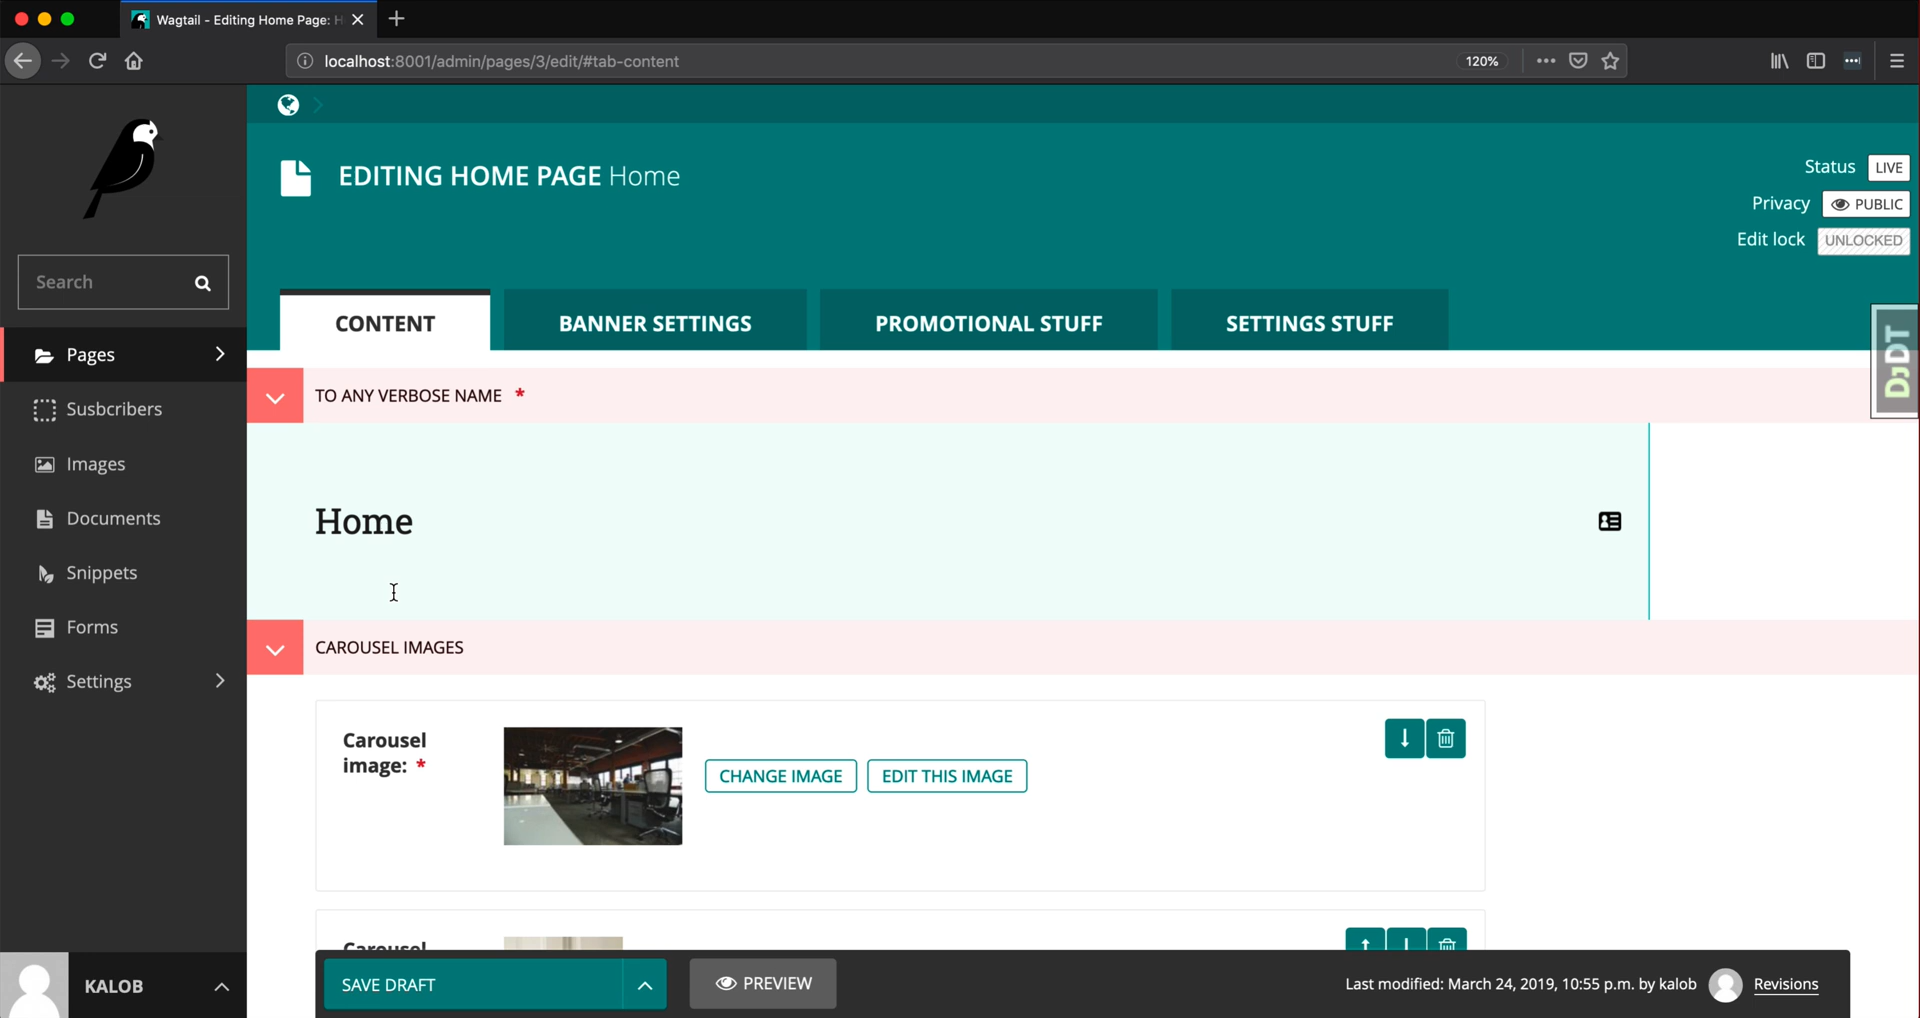 Wagtail - Editing Home Page: H
localhost:8001/admin/pages/3/edit/#tab-content
120%
EDITING HOME PAGE Home
Status LIVE
Privacy PUBLIC
Edit lock UNLOCKED
Search
Pages
Susbcribers
Images
Documents
Snippets
Forms
Settings
KALOB
CONTENT
BANNER SETTINGS
PROMOTIONAL STUFF
SETTINGS STUFF
DJDT
TO ANY VERBOSE NAME *
Home
CAROUSEL IMAGES
Carousel
image: *
CHANGE IMAGE
EDIT THIS IMAGE
Carousel
SAVE DRAFT
PREVIEW
Last modified: March 24, 2019, 10:55 p.m. by kalob
Revisions